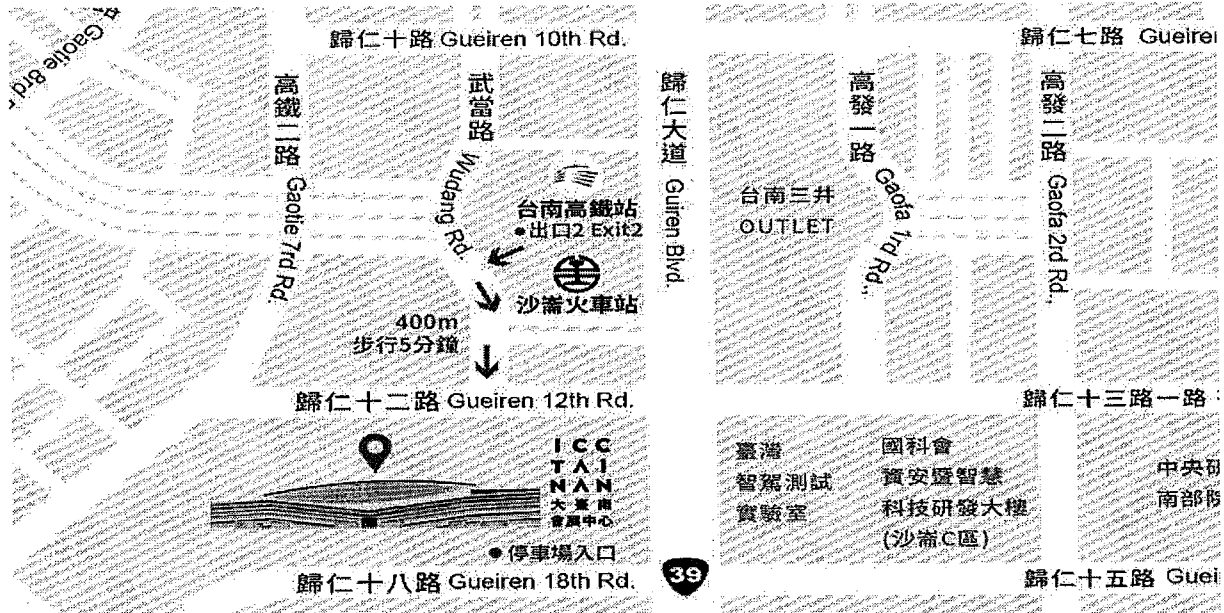 Gaotie 8rd
歸仁十路 Gueiren 10th Rd.
歸仁七路 Gueiren
高鐵二路 Gaotie 7rd Rd.
武當路 Wudang Rd.
歸仁大道 Guiren Blvd.
高發一路 Gaofa 1rd Rd.,
高發二路 Gaofa 2rd Rd.,
台南高鐵站
•出口2 Exit2
台南三井
OUTLET
沙崙火車站
400m
步行5分鐘
歸仁十二路 Gueiren 12th Rd.
歸仁十三路一路
ICC
TAI
NAN
大臺南
會展中心
•停車場入口
臺灣
智駕測試
實驗室
國科會
資安暨智慧
科技研發大樓
(沙崙C區)
中央研
南部院
歸仁十八路 Gueiren 18th Rd.
39
歸仁十五路 Guei